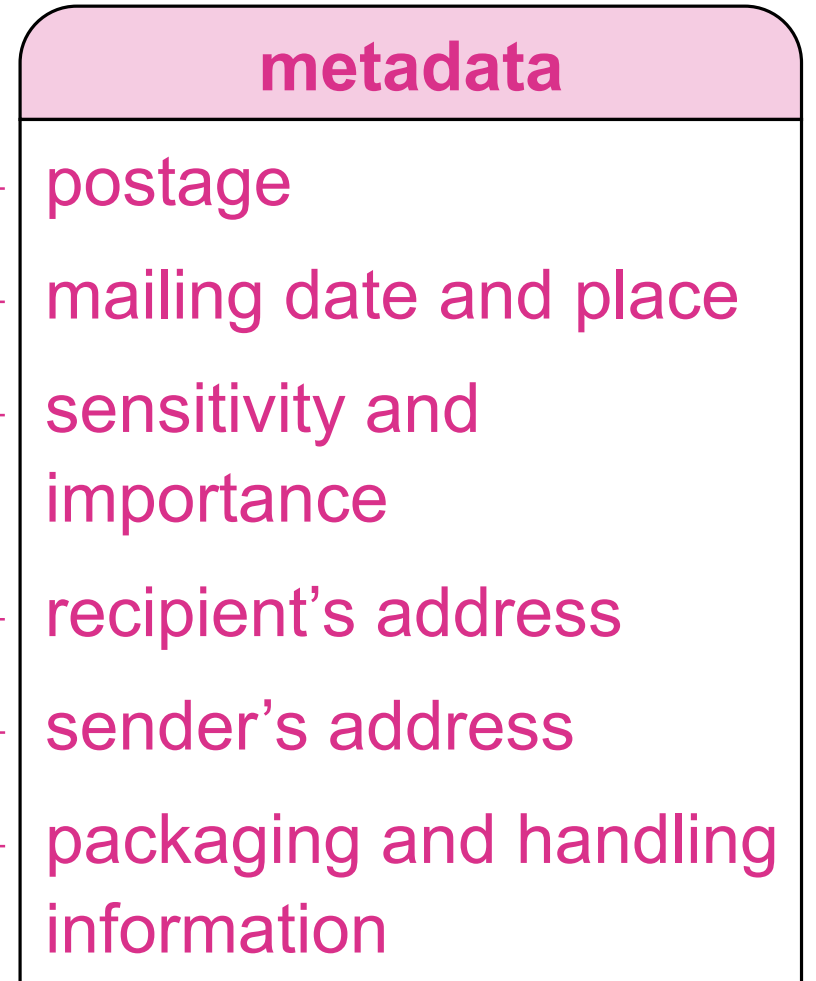 metadata
postage
mailing date and place
sensitivity and
importance
recipient’s address
sender’s address
packaging and handling
information